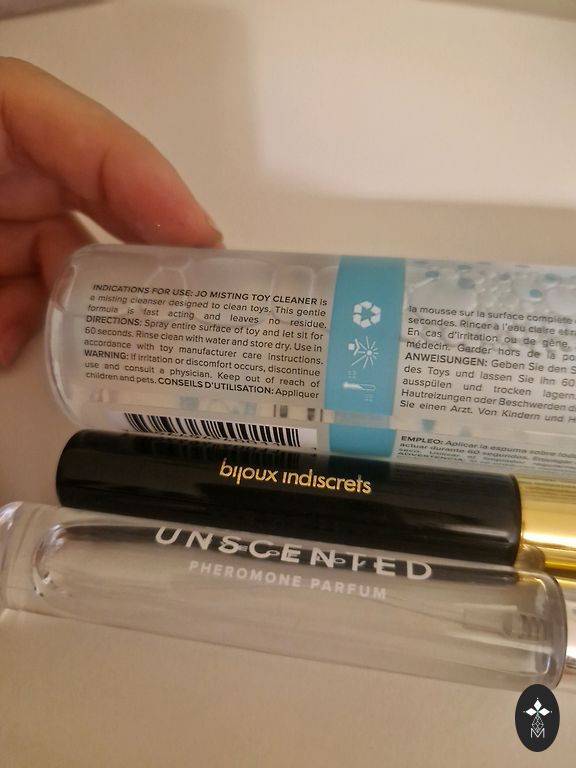 INDICATIONS FOR USE: JO MISTING TOY CLEANER is
a misting cleanser designed to clean toys. This gentle
formula is fast acting and leaves no residue.
DIRECTIONS: Spray entire surface of toy and let sit for
60 seconds. Rinse clean with water and store dry. Use in
accordance with toy manufacturer care instructions.
WARNING: If irritation or discomfort occurs, discontinue
use and consult a physician. Keep out of reach of
children and pets. CONSEILS D'UTILISATION: Appliquer
la mousse sur la surface complète
secondes. Rincer à l'eau claire et
En cas d'irritation ou de gêne,
médecin. Garder hors de la
ANWEISUNGEN: Geben Sie den
des Toys und lassen Sie ihn 60
ausspülen und trocken lagern.
Hautreizungen oder Beschwerden
Sie einen Arzt. Von Kindern und
EMPLEO: Aplicar la espuma sobre
actuar durante 60 segundos. Enjuagar
bijoux indiscrets
UNSCENTED
PHEROMONE PARFUM
M